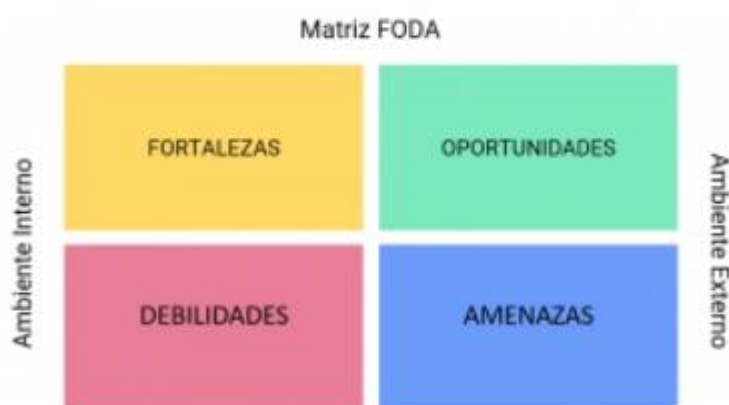 Matriz FODA
FORTALEZAS
OPORTUNIDADES
Ambiente Interno
Ambiente Externo
DEBILIDADES
AMENAZAS